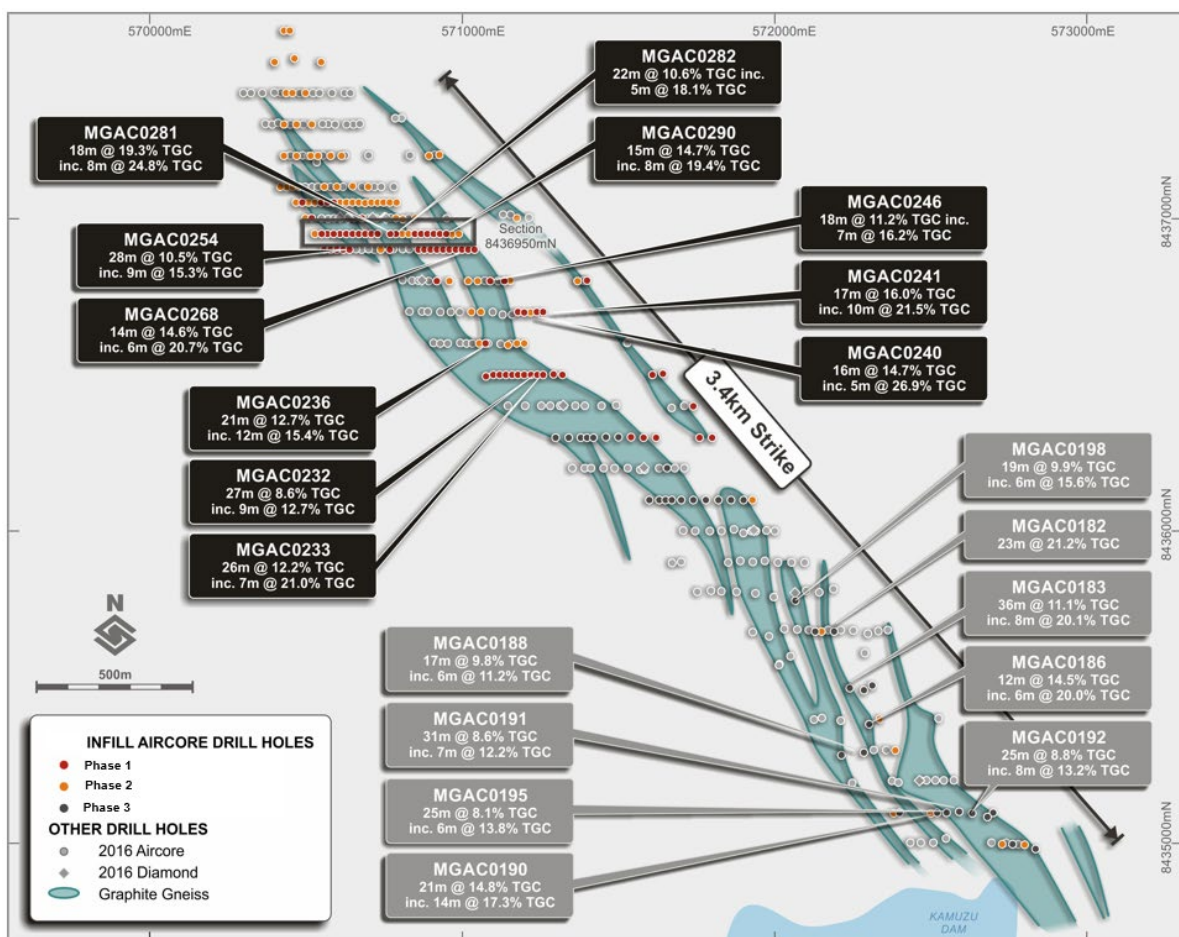 570000mE
571000mE
572000mE
573000mE
MGAC0282
22m @ 10.6% TGC inc.
5m @ 18.1% TGC
MGAC0281
18m @ 19.3% TGC
inc. 8m @ 24.8% TGC
MGAC0290
15m @ 14.7% TGC
inc. 8m @ 19.4% TGC
MGAC0246
18m @ 11.2% TGC inc.
7m @ 16.2% TGC
8437000mN
Section
8436950mN
MGAC0254
28m @ 10.5% TGC
inc. 9m @ 15.3% TGC
MGAC0241
17m @ 16.0% TGC
inc. 10m @ 21.5% TGC
MGAC0268
14m @ 14.6% TGC
inc. 6m @ 20.7% TGC
MGAC0240
16m @ 14.7% TGC
inc. 5m @ 26.9% TGC
3.4km Strike
MGAC0236
21m @ 12.7% TGC
inc. 12m @ 15.4% TGC
MGAC0232
27m @ 8.6% TGC
inc. 9m @ 12.7% TGC
MGAC0233
26m @ 12.2% TGC
inc. 7m @ 21.0% TGC
MGAC0198
19m @ 9.9% TGC
inc. 6m @ 15.6% TGC
8436000mN
MGAC0182
23m @ 21.2% TGC
MGAC0183
36m @ 11.1% TGC
inc. 8m @ 20.1% TGC
MGAC0186
12m @ 14.5% TGC
inc. 6m @ 20.0% TGC
MGAC0192
25m @ 8.8% TGC
inc. 8m @ 13.2% TGC
MGAC0188
17m @ 9.8% TGC
inc. 6m @ 11.2% TGC
MGAC0191
31m @ 8.6% TGC
inc. 7m @ 12.2% TGC
MGAC0195
25m @ 8.1% TGC
inc. 6m @ 13.8% TGC
MGAC0190
21m @ 14.8% TGC
inc. 14m @ 17.3% TGC
8435000mN
N
500m
INFILL AIRCORE DRILL HOLES
Phase 1
Phase 2
Phase 3
OTHER DRILL HOLES
2016 Aircore
2016 Diamond
Graphite Gneiss
KAMUZU
DAM